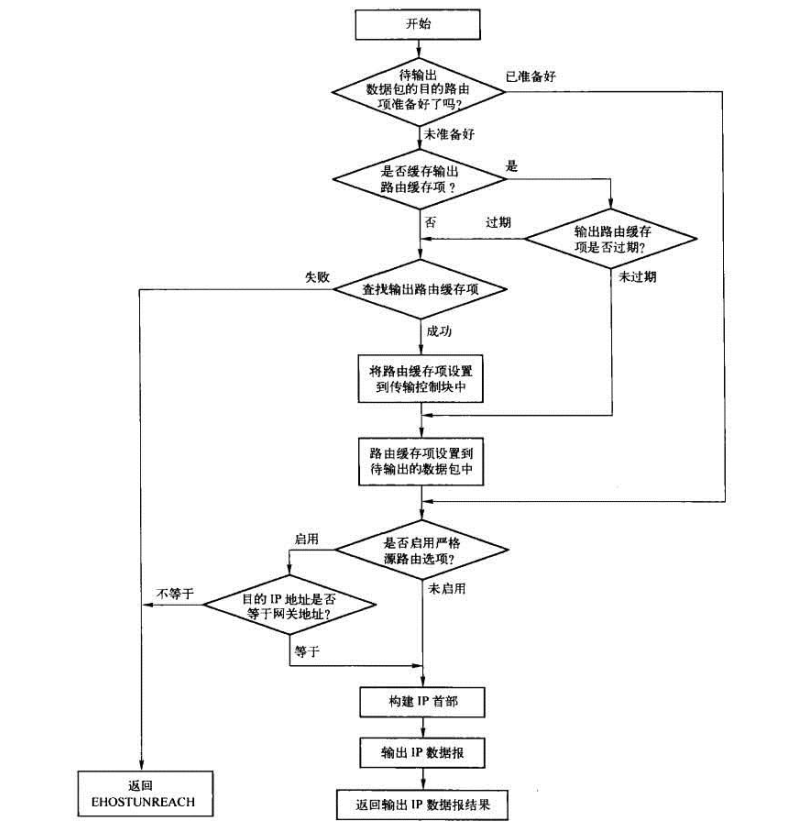 开始
待输出
数据包的目的路由
项准备好了吗?
已准备好
未准备好
是否缓存输出
路由缓存项?
是
否
过期
输出路由缓存
项是否过期?
未过期
失败
查找输出路由缓存项
成功
将路由缓存项设置
到传输控制块中
路由缓存项设置到
待输出的数据包中
启用
是否启用严格
源路由选项?
未启用
不等于
目的 IP 地址是否
等于网关地址?
等于
构建 IP 首部
输出 IP 数据报
返回
EHOSTUNREACH
返回输出 IP 数据报结果